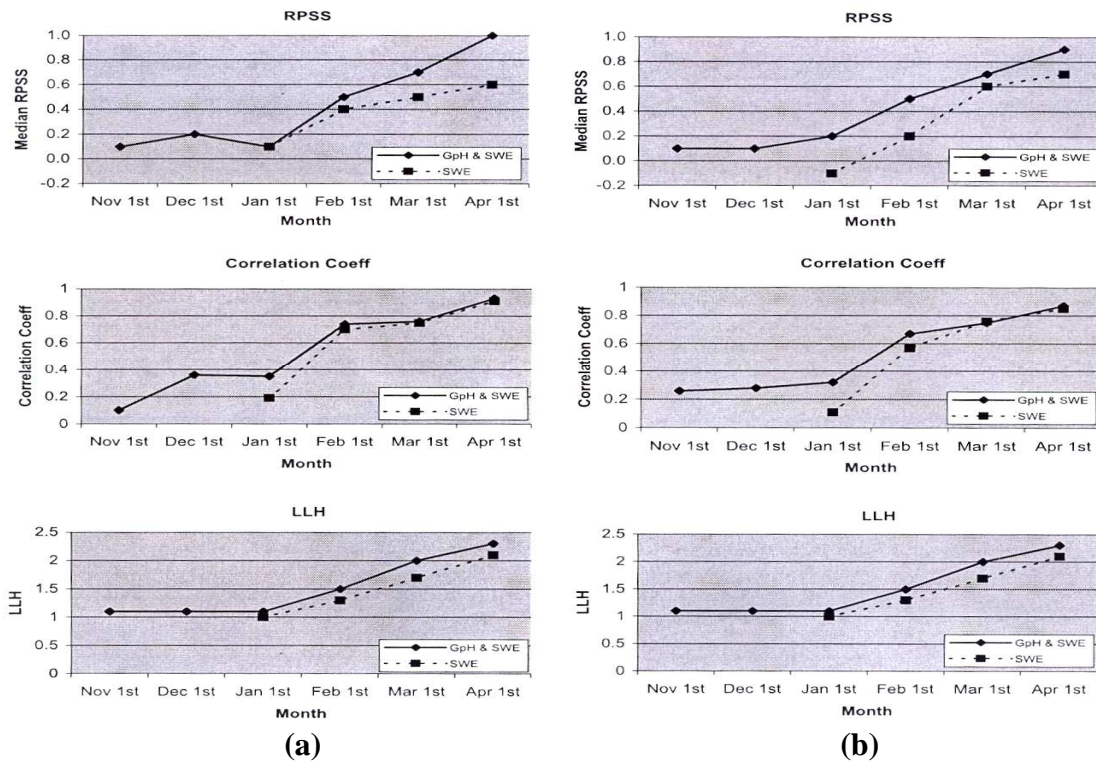 RPSS
Median RPSS
1.0
0.8
0.6
0.4
0.2
0.0
-0.2
GpH & SWE
SWE
Nov 1st Dec 1st Jan 1st Feb 1st Mar 1st Apr 1st
Month
Correlation Coeff
Correlation Coeff
1
0.8
0.6
0.4
0.2
0
GpH & SWE
SWE
Nov 1st Dec 1st Jan 1st Feb 1st Mar 1st Apr 1st
Month
LLH
LLH
2.5
2
1.5
1
0.5
0
GpH & SWE
SWE
Nov 1st Dec 1st Jan 1st Feb 1st Mar 1st Apr 1st
Month
(a)
RPSS
Median RPSS
1.0
0.8
0.6
0.4
0.2
0.0
-0.2
GpH & SWE
SWE
Nov 1st Dec 1st Jan 1st Feb 1st Mar 1st Apr 1st
Month
Correlation Coeff
Correlation Coeff
1
0.8
0.6
0.4
0.2
0
GpH & SWE
SWE
Nov 1st Dec 1st Jan 1st Feb 1st Mar 1st Apr 1st
Month
LLH
LLH
2.5
2
1.5
1
0.5
0
GpH & SWE
SWE
Nov 1st Dec 1st Jan 1st Feb 1st Mar 1st Apr 1st
Month
(b)